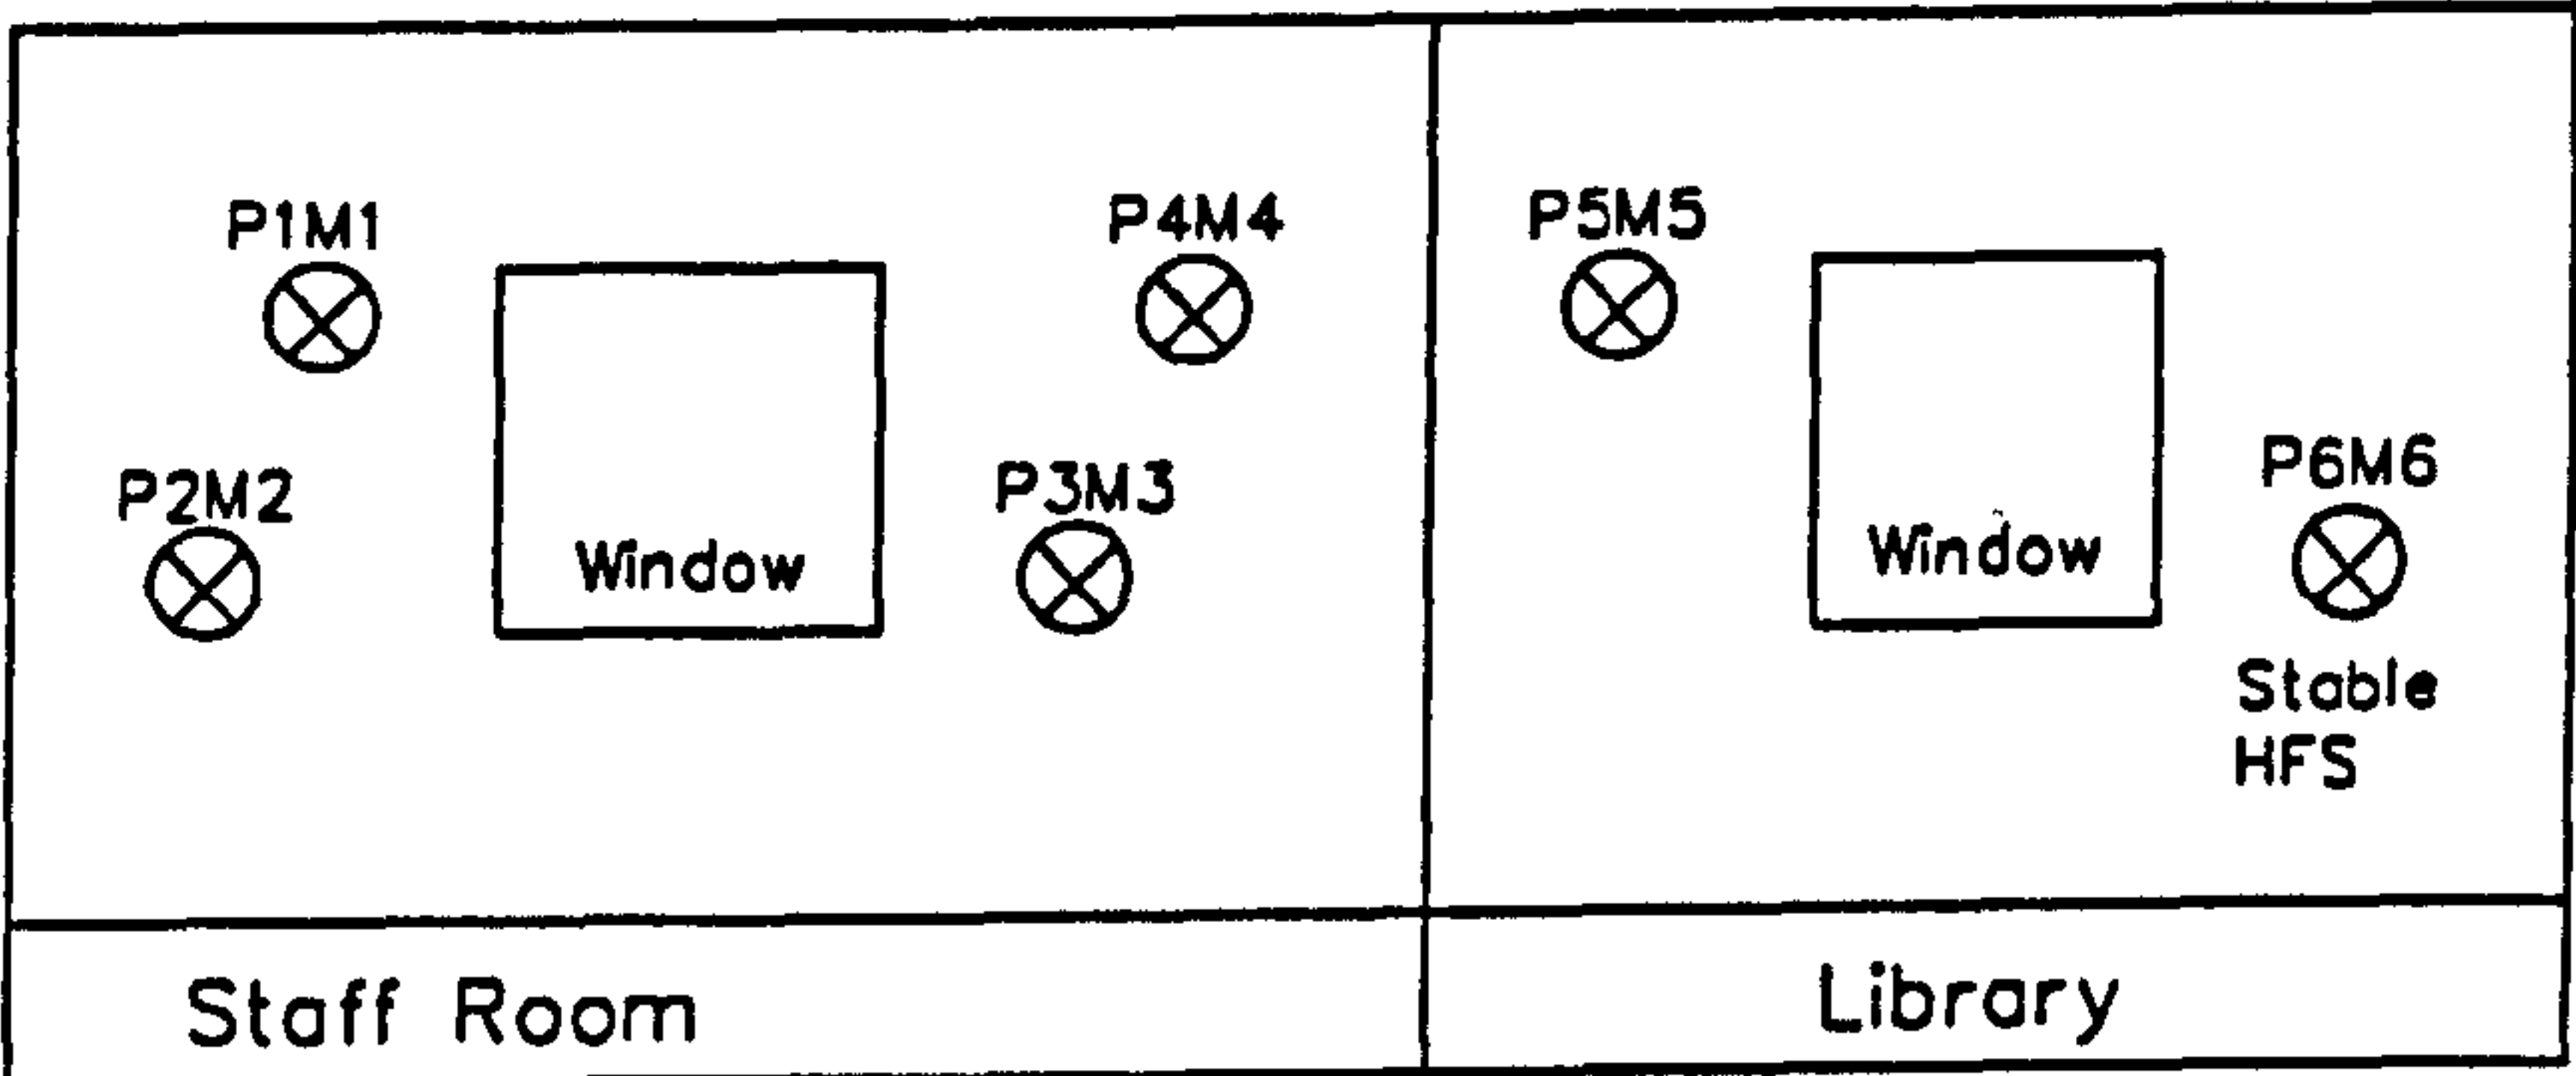 P1M1
P4M4
P5M5
P2M2
P3M3
P6M6
Window
Window
Stable
HFS
Staff Room
Library